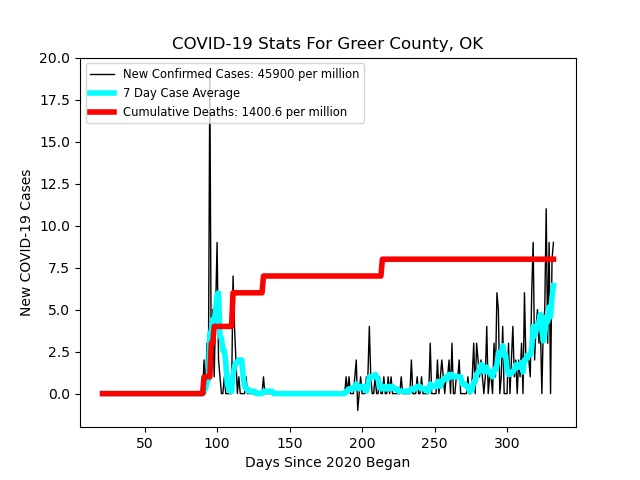 COVID-19 Stats For Greer County, OK
New Confirmed Cases: 45900 per million
7 Day Case Average
Cumulative Deaths: 1400.6 per million
New COVID-19 Cases
20.0
17.5
15.0
12.5
10.0
7.5
5.0
2.5
0.0
50 100 150 200 250 300
Days Since 2020 Began